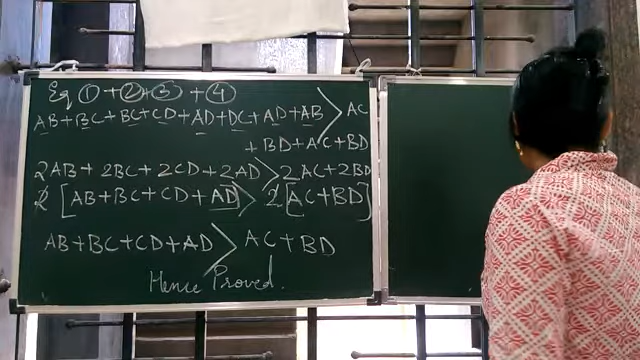 Eq ① + ② + ③ + ④
AB + BC + BC + CD + AD + DC + AD + AB > AC
+ BD + AC + BD
2AB + 2BC + 2CD + 2AD > 2AC + 2BD
2 [AB + BC + CD + AD] > 2 [AC + BD]
AB + BC + CD + AD > AC + BD
Hence Proved.